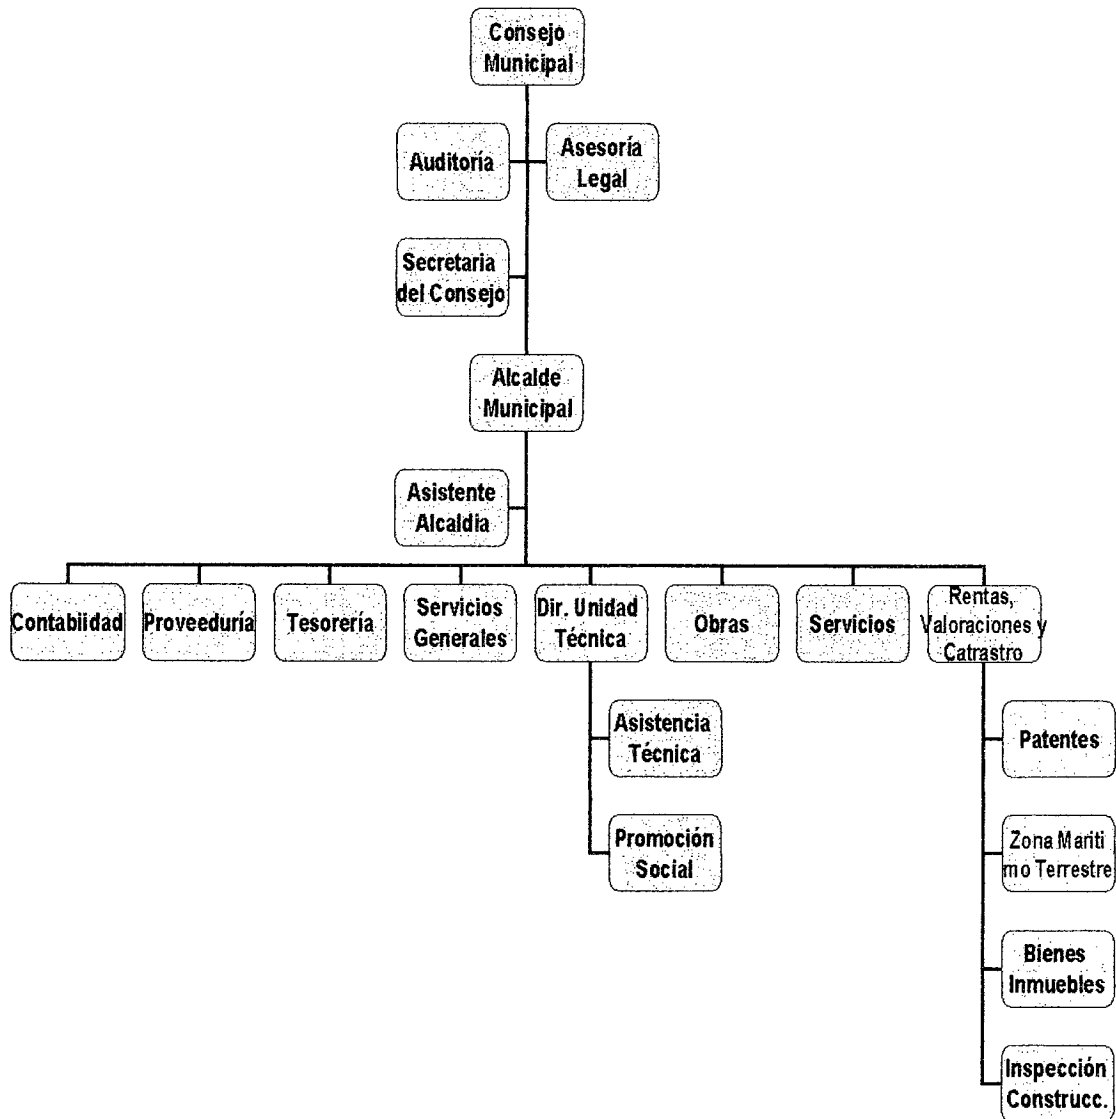 Consejo
Municipal
Auditoría
Asesoría
Legal
Secretaria
del Consejo
Alcalde
Municipal
Asistente
Alcaldia
Contabiidad
Proveeduría
Tesorería
Servicios
Generales
Dir. Unidad
Técnica
Obras
Servicios
Rentas,
Valoraciones y
Catrastro
Asistencia
Técnica
Promoción
Social
Patentes
Zona Mariti
mo Terrestre
Bienes
Inmuebles
Inspección
Construcc.